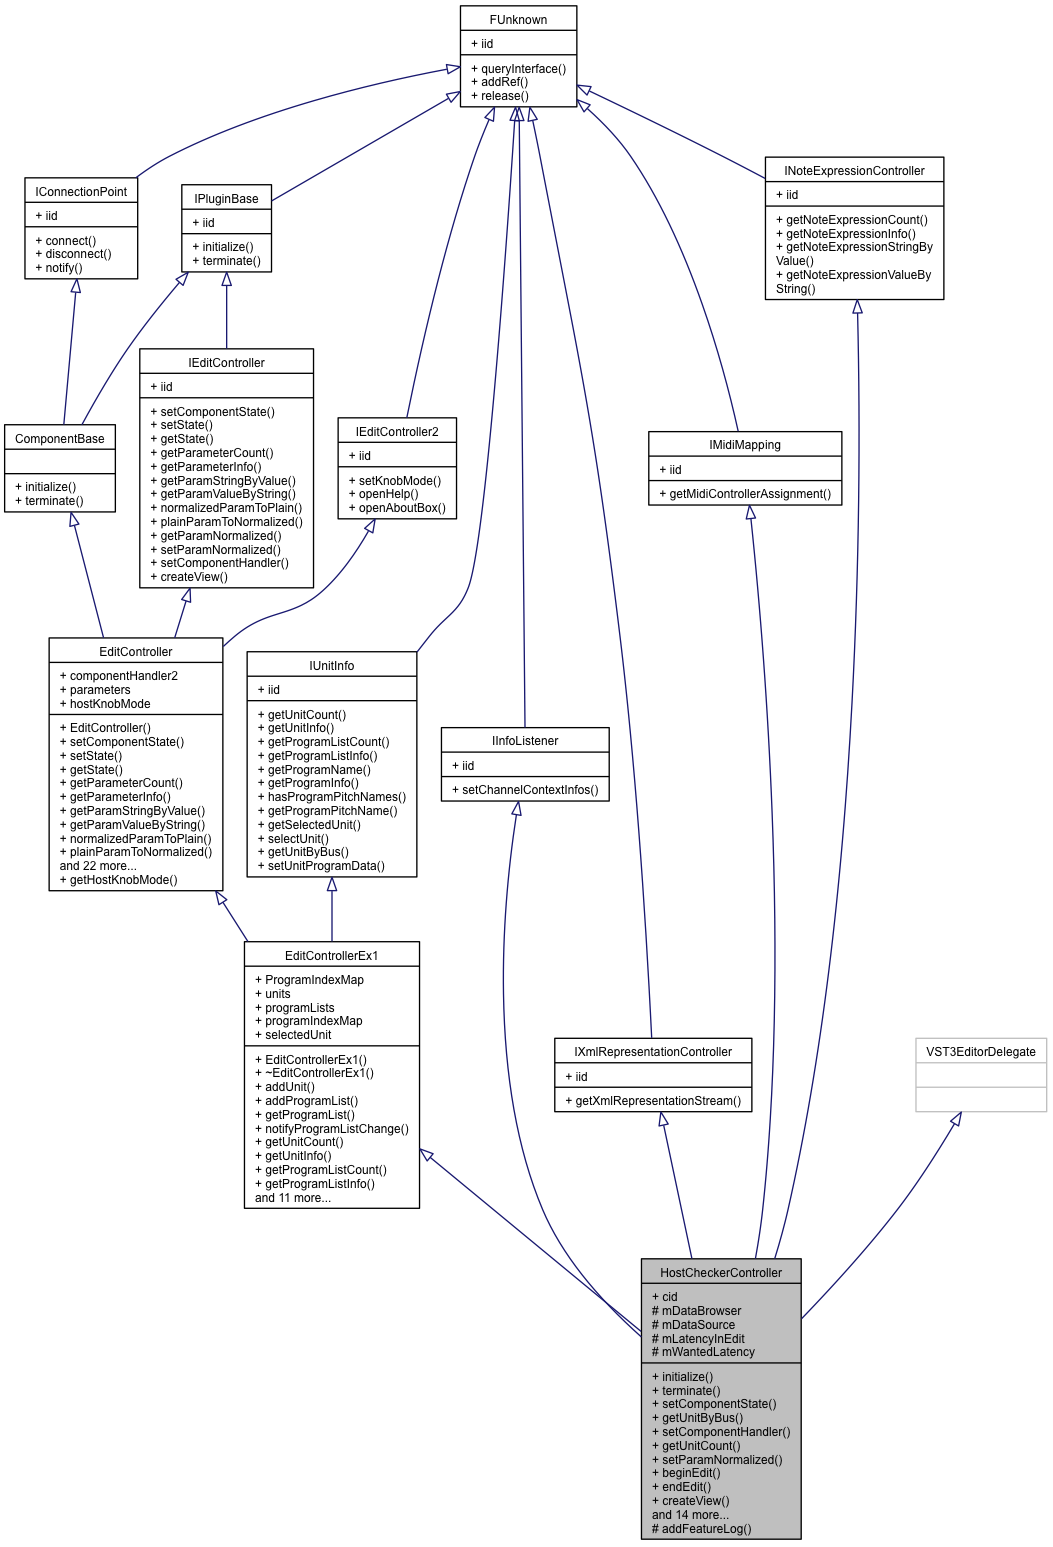 FUnknown
+ iid
+ queryInterface()
+ addRef()
+ release()
IConnectionPoint
+ iid
+ connect()
+ disconnect()
+ notify()
IPluginBase
+ iid
+ initialize()
+ terminate()
INoteExpressionController
+ iid
+ getNoteExpressionCount()
+ getNoteExpressionInfo()
+ getNoteExpressionStringBy
Value()
+ getNoteExpressionValueBy
String()
IEditController
+ iid
+ setComponentState()
+ setState()
+ getState()
+ getParameterCount()
+ getParameterInfo()
+ getParamStringByValue()
+ getParamValueByString()
+ normalizedParamToPlain()
+ plainParamToNormalized()
+ getParamNormalized()
+ setParamNormalized()
+ setComponentHandler()
+ createView()
ComponentBase
+ initialize()
+ terminate()
IEditController2
+ iid
+ setKnobMode()
+ openHelp()
+ openAboutBox()
IMidiMapping
+ iid
+ getMidiControllerAssignment()
EditController
+ componentHandler2
+ parameters
+ hostKnobMode
+ EditController()
+ setComponentState()
+ setState()
+ getState()
+ getParameterCount()
+ getParameterInfo()
+ getParamStringByValue()
+ getParamValueByString()
+ normalizedParamToPlain()
+ plainParamToNormalized()
and 22 more...
+ getHostKnobMode()
IUnitInfo
+ iid
+ getUnitCount()
+ getUnitInfo()
+ getProgramListCount()
+ getProgramListInfo()
+ getProgramName()
+ getProgramInfo()
+ hasProgramPitchNames()
+ getProgramPitchName()
+ getSelectedUnit()
+ selectUnit()
+ getUnitByBus()
+ setUnitProgramData()
IInfoListener
+ iid
+ setChannelContextInfos()
EditControllerEx1
+ ProgramIndexMap
+ units
+ programLists
+ programIndexMap
+ selectedUnit
+ EditControllerEx1()
+ ~EditControllerEx1()
+ addUnit()
+ addProgramList()
+ getProgramList()
+ notifyProgramListChange()
+ getUnitCount()
+ getUnitInfo()
+ getProgramListCount()
+ getProgramListInfo()
and 11 more...
IXmlRepresentationController
+ iid
+ getXmlRepresentationStream()
VST3EditorDelegate
HostCheckerController
+ cid
# mDataBrowser
# mDataSource
# mLatencyInEdit
# mWantedLatency
+ initialize()
+ terminate()
+ setComponentState()
+ getUnitByBus()
+ setComponentHandler()
+ getUnitCount()
+ setParamNormalized()
+ beginEdit()
+ endEdit()
+ createView()
and 14 more...
# addFeatureLog()